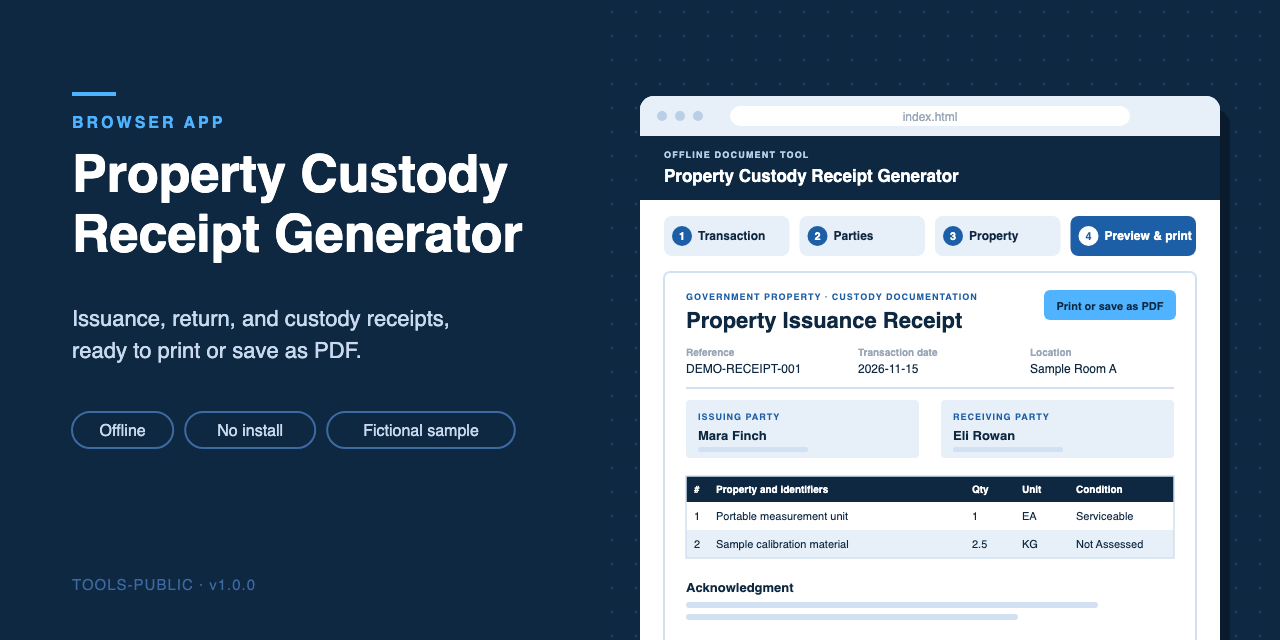 BROWSER APP
Property Custody
Receipt Generator
Issuance, return, and custody receipts,
ready to print or save as PDF.
Offline
No install
Fictional sample
TOOLS-PUBLIC · v1.0.0
index.html
OFFLINE DOCUMENT TOOL
Property Custody Receipt Generator
1 Transaction
2 Parties
3 Property
4 Preview & print
GOVERNMENT PROPERTY · CUSTODY DOCUMENTATION
Property Issuance Receipt
Print or save as PDF
Reference Transaction date Location
DEMO-RECEIPT-001 2026-11-15 Sample Room A
ISSUING PARTY
Mara Finch
RECEIVING PARTY
Eli Rowan
# Property and identifiers Qty Unit Condition
1 Portable measurement unit 1 EA Serviceable
2 Sample calibration material 2.5 KG Not Assessed
Acknowledgment